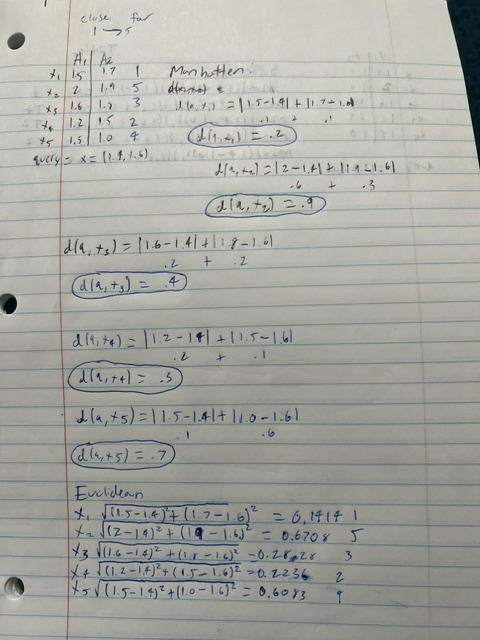 close far
1 → 5
A₁ A₂
x₁ 1.5 1.7 1
x₂ 2 1.9 5
x₃ 1.6 1.8 3
x₄ 1.2 1.5 2
x₅ 1.5 1.0 4
query = x = (1.4, 1.6)
Manhatten:
d(q,x₁) = |1.5-1.4| + |1.7-1.6|
.1 + .1
d(q,x₁) = .2
d(q,x₂) = |2-1.4| + |1.9-1.6|
.6 + .3
d(q,x₂) = .9
d(q,x₃) = |1.6-1.4| + |1.8-1.6|
.2 + .2
d(q,x₃) = .4
d(q,x₄) = |1.2-1.4| + |1.5-1.6|
.2 + .1
d(q,x₄) = .3
d(q,x₅) = |1.5-1.4| + |1.0-1.6|
.1 .6
d(q,x₅) = .7
Euclidean
x₁ √(1.5-1.4)² + (1.7-1.6)² = 0.1414 1
x₂ √(2-1.4)² + (1.9-1.6)² = 0.6708 5
x₃ √(1.6-1.4)² + (1.8-1.6)² = 0.2828 3
x₄ √(1.2-1.4)² + (1.5-1.6)² = 0.2236 2
x₅ √(1.5-1.4)² + (1.0-1.6)² = 0.6083 4